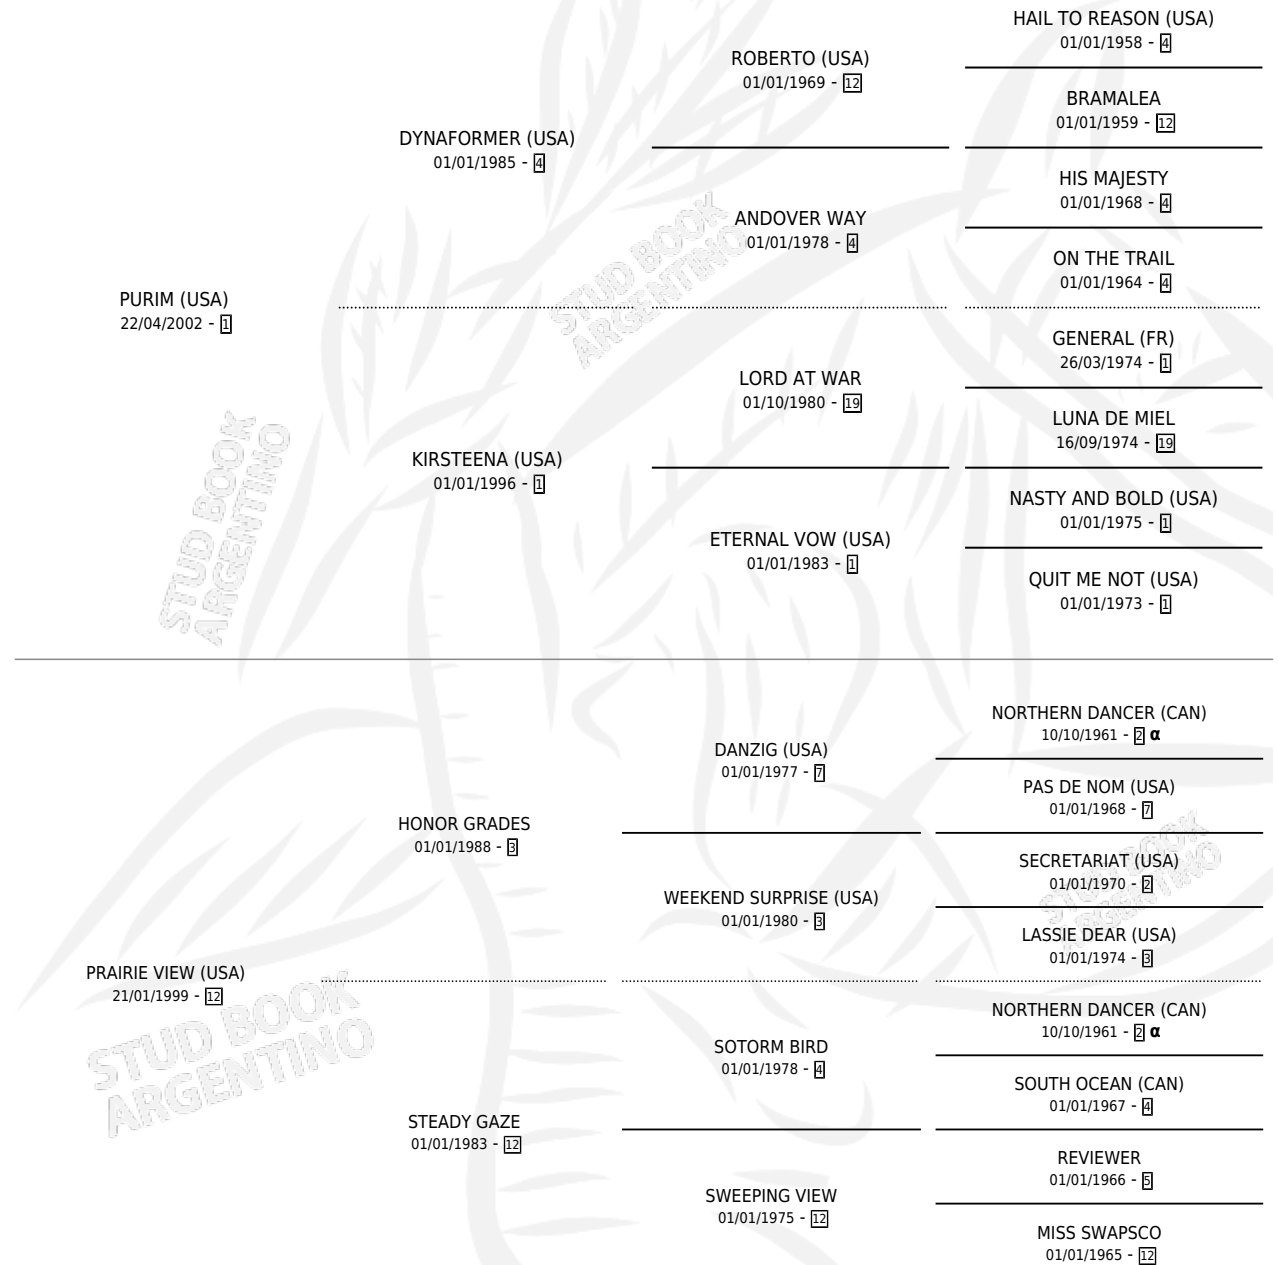 HAIL TO REASON (USA)
01/01/1958 - 4
ROBERTO (USA)
01/01/1969 - 12
BRAMALEA
01/01/1959 - 12
DYNAFORMER (USA)
01/01/1985 - 4
HIS MAJESTY
01/01/1968 - 4
ANDOVER WAY
01/01/1978 - 4
ON THE TRAIL
01/01/1964 - 4
PURIM (USA)
22/04/2002 - 1
GENERAL (FR)
26/03/1974 - 1
LORD AT WAR
01/10/1980 - 19
LUNA DE MIEL
16/09/1974 - 19
KIRSTEENA (USA)
01/01/1996 - 1
NASTY AND BOLD (USA)
01/01/1975 - 1
ETERNAL VOW (USA)
01/01/1983 - 1
QUIT ME NOT (USA)
01/01/1973 - 1
NORTHERN DANCER (CAN)
10/10/1961 - 2 α
DANZIG (USA)
01/01/1977 - 7
PAS DE NOM (USA)
01/01/1968 - 7
HONOR GRADES
01/01/1988 - 3
SECRETARIAT (USA)
01/01/1970 - 2
WEEKEND SURPRISE (USA)
01/01/1980 - 3
LASSIE DEAR (USA)
01/01/1974 - 3
PRAIRIE VIEW (USA)
21/01/1999 - 12
NORTHERN DANCER (CAN)
10/10/1961 - 2 α
SOTORM BIRD
01/01/1978 - 4
SOUTH OCEAN (CAN)
01/01/1967 - 4
STEADY GAZE
01/01/1983 - 12
REVIEWER
01/01/1966 - 5
SWEEPING VIEW
01/01/1975 - 12
MISS SWAPSCO
01/01/1965 - 12
STUD BOOK
ARGENTINO
STUD BOOK
ARGENTINO
STUD BOOK
ARGENTINO
STUD BOOK
ARGENTINO